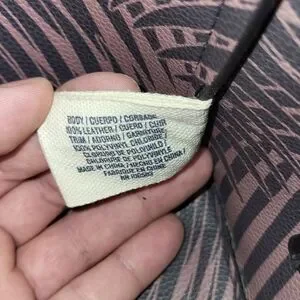 BODY / CUERPO / CORSAGE
100% LEATHER / CUERO / CUIR
TRIM / ADORNO / GARNITURE
100% POLYVINYL CHLORIDE /
CLORURO DE POLIVINILO /
CHLORURE DE POLYVINYLE
MADE IN CHINA / HECHO EN CHINA /
FABRIQUE EN CHINE